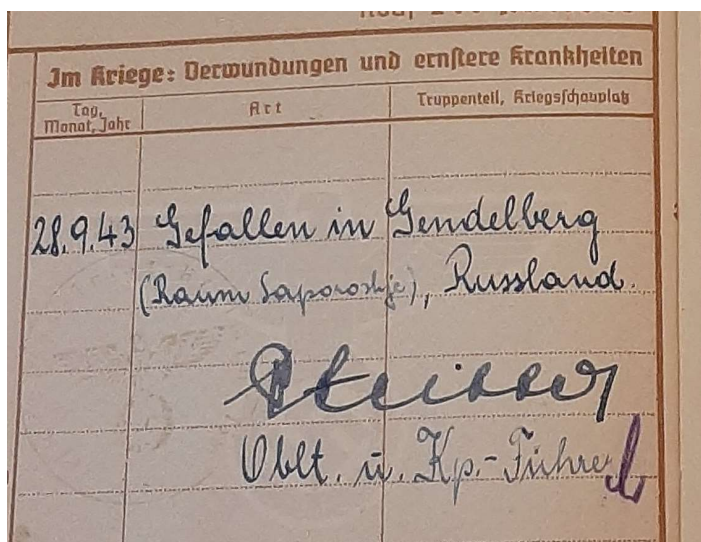 Im Kriege: Verwundungen und ernstere Krankheiten
Tag, Monat, Jahr
Art
Truppenteil, Kriegsschauplatz
28.9.43 Gefallen in Gendelberg
(Raum Saporoshje), Russland.
Oblt. u. Kp.-Führer